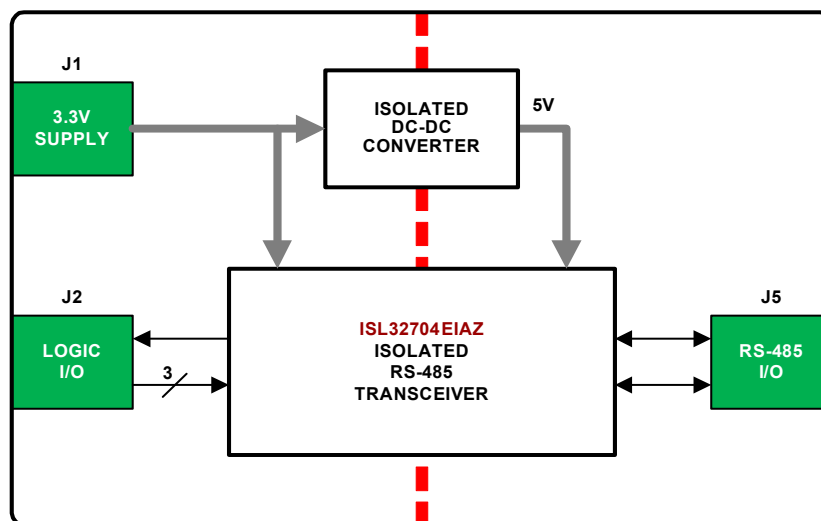 J1
3.3V
SUPPLY
ISOLATED
DC-DC
CONVERTER
5V
J2
LOGIC
I/O
3
ISL32704EIAZ
ISOLATED
RS-485
TRANSCEIVER
J5
RS-485
I/O